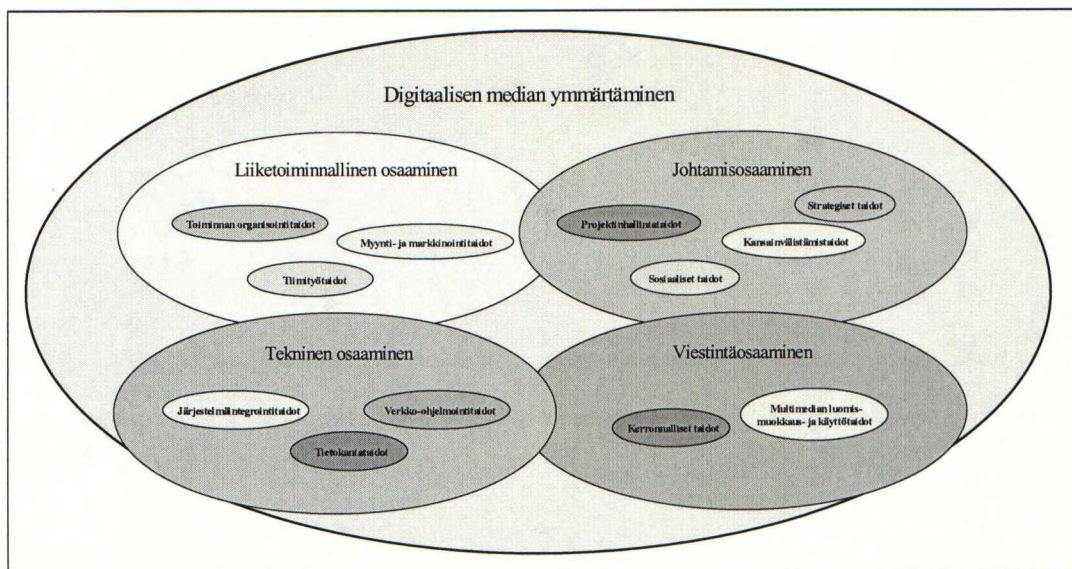 Digitaalisen median ymmärtäminen
Liiketoiminnallinen osaaminen
Toiminnan organisointitaidot
Myynti- ja markkinointitaidot
Tiimityötaidot
Johtamisosaaminen
Strategiset taidot
Projektinhallintataidot
Kansainvälistämistaidot
Sosiaaliset taidot
Tekninen osaaminen
Järjestelmäintegrointitaidot
Verkko-ohjelmointitaidot
Tietokantataidot
Viestintäosaaminen
Kerronnalliset taidot
Multimedian luomis-
muokkaus- ja käyttötaidot